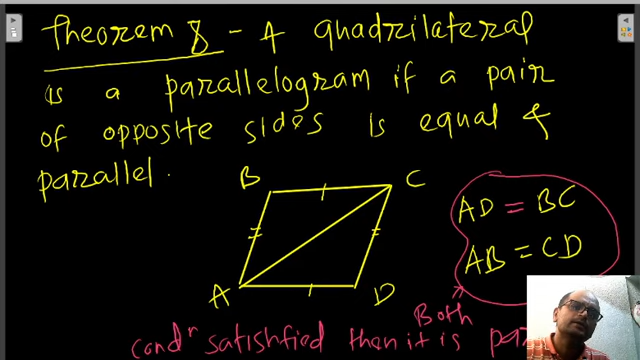 Theorem 8 - A quadrilateral
is a parallelogram if a pair
of opposite sides is equal &
parallel.
B
C
AD = BC
AB = CD
A
D
Both
condn satisfied then it is